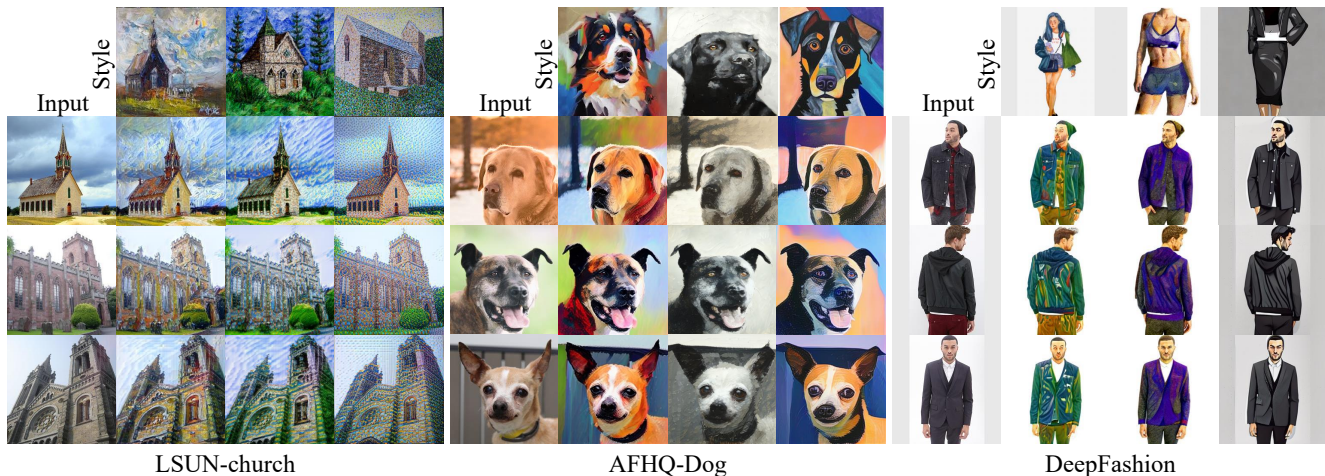 Style
Input
Style
Input
Style
Input
LSUN-church
AFHQ-Dog
DeepFashion